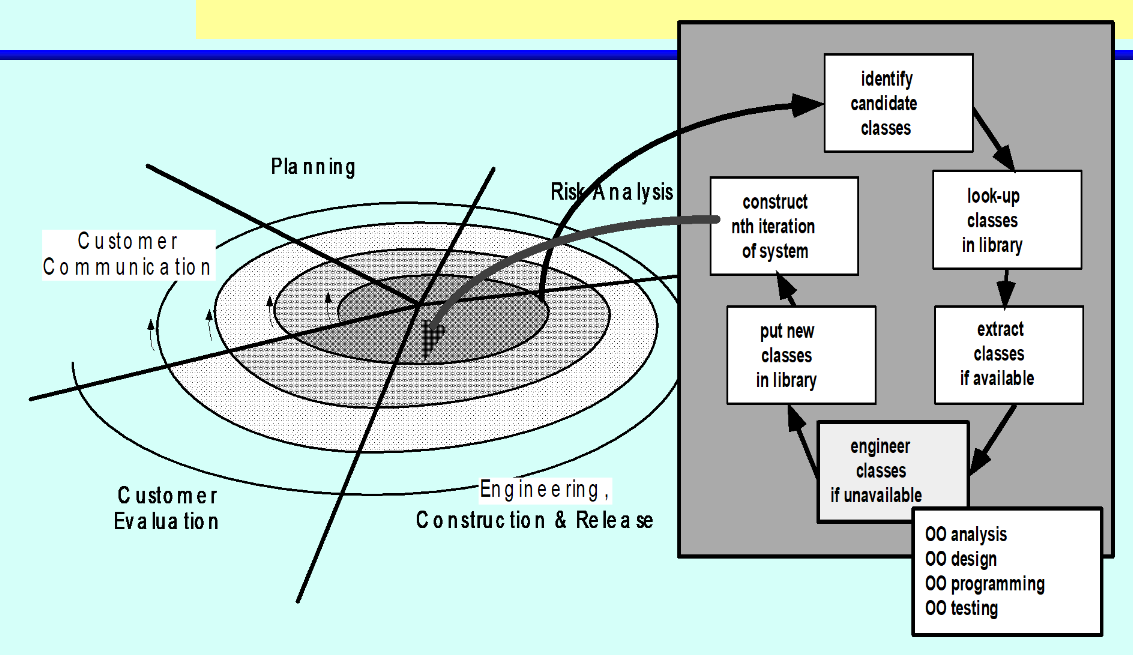 Planning
Risk Analysis
Customer
Communication
Customer
Evaluation
Engineering,
Construction & Release
identify
candidate
classes
look-up
classes
in library
extract
classes
if available
engineer
classes
if unavailable
put new
classes
in library
construct
nth iteration
of system
OO analysis
OO design
OO programming
OO testing